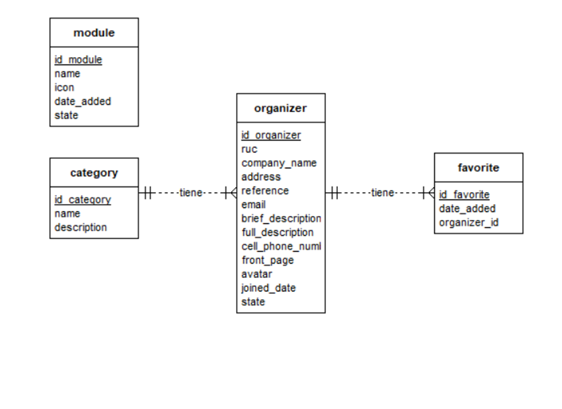 module
id_module
name
icon
date_added
state
category
id_category
name
description
tiene
organizer
id_organizer
ruc
company_name
address
reference
email
brief_description
full_description
cell_phone_numl
front_page
avatar
joined_date
state
tiene
favorite
id_favorite
date_added
organizer_id